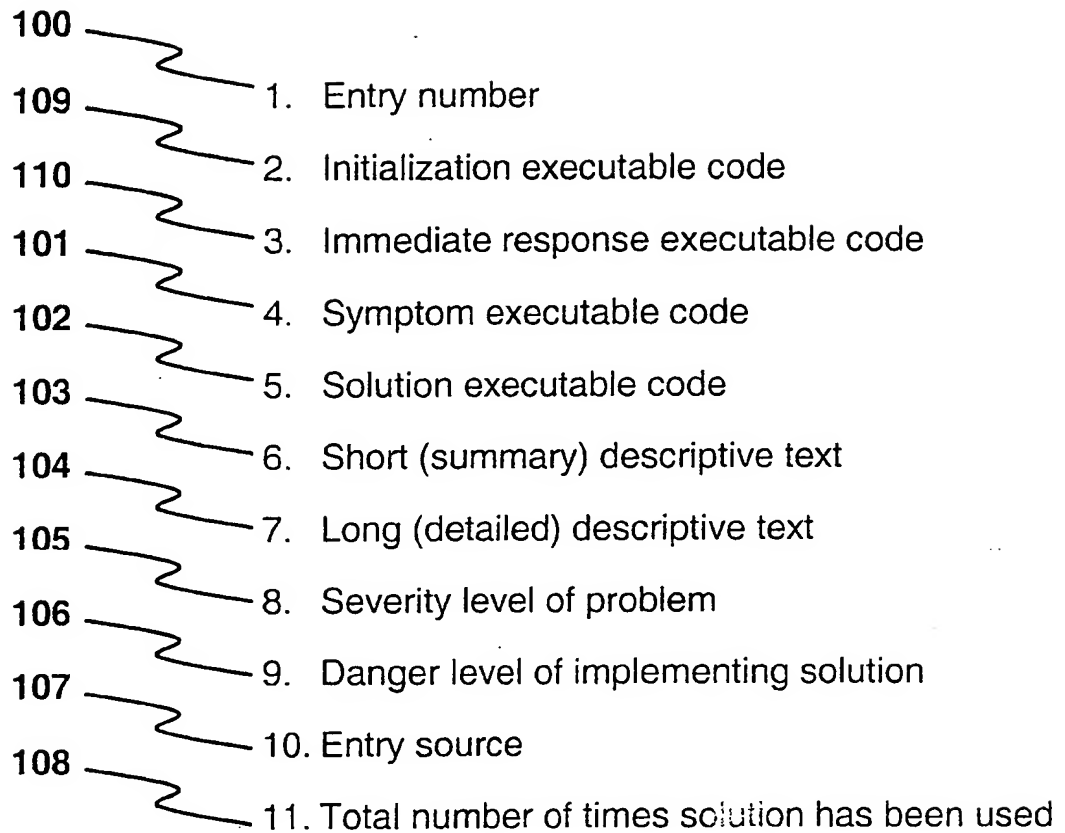 100
1. Entry number
109
2. Initialization executable code
110
3. Immediate response executable code
101
4. Symptom executable code
102
5. Solution executable code
103
6. Short (summary) descriptive text
104
7. Long (detailed) descriptive text
105
8. Severity level of problem
106
9. Danger level of implementing solution
107
10. Entry source
108
11. Total number of times solution has been used